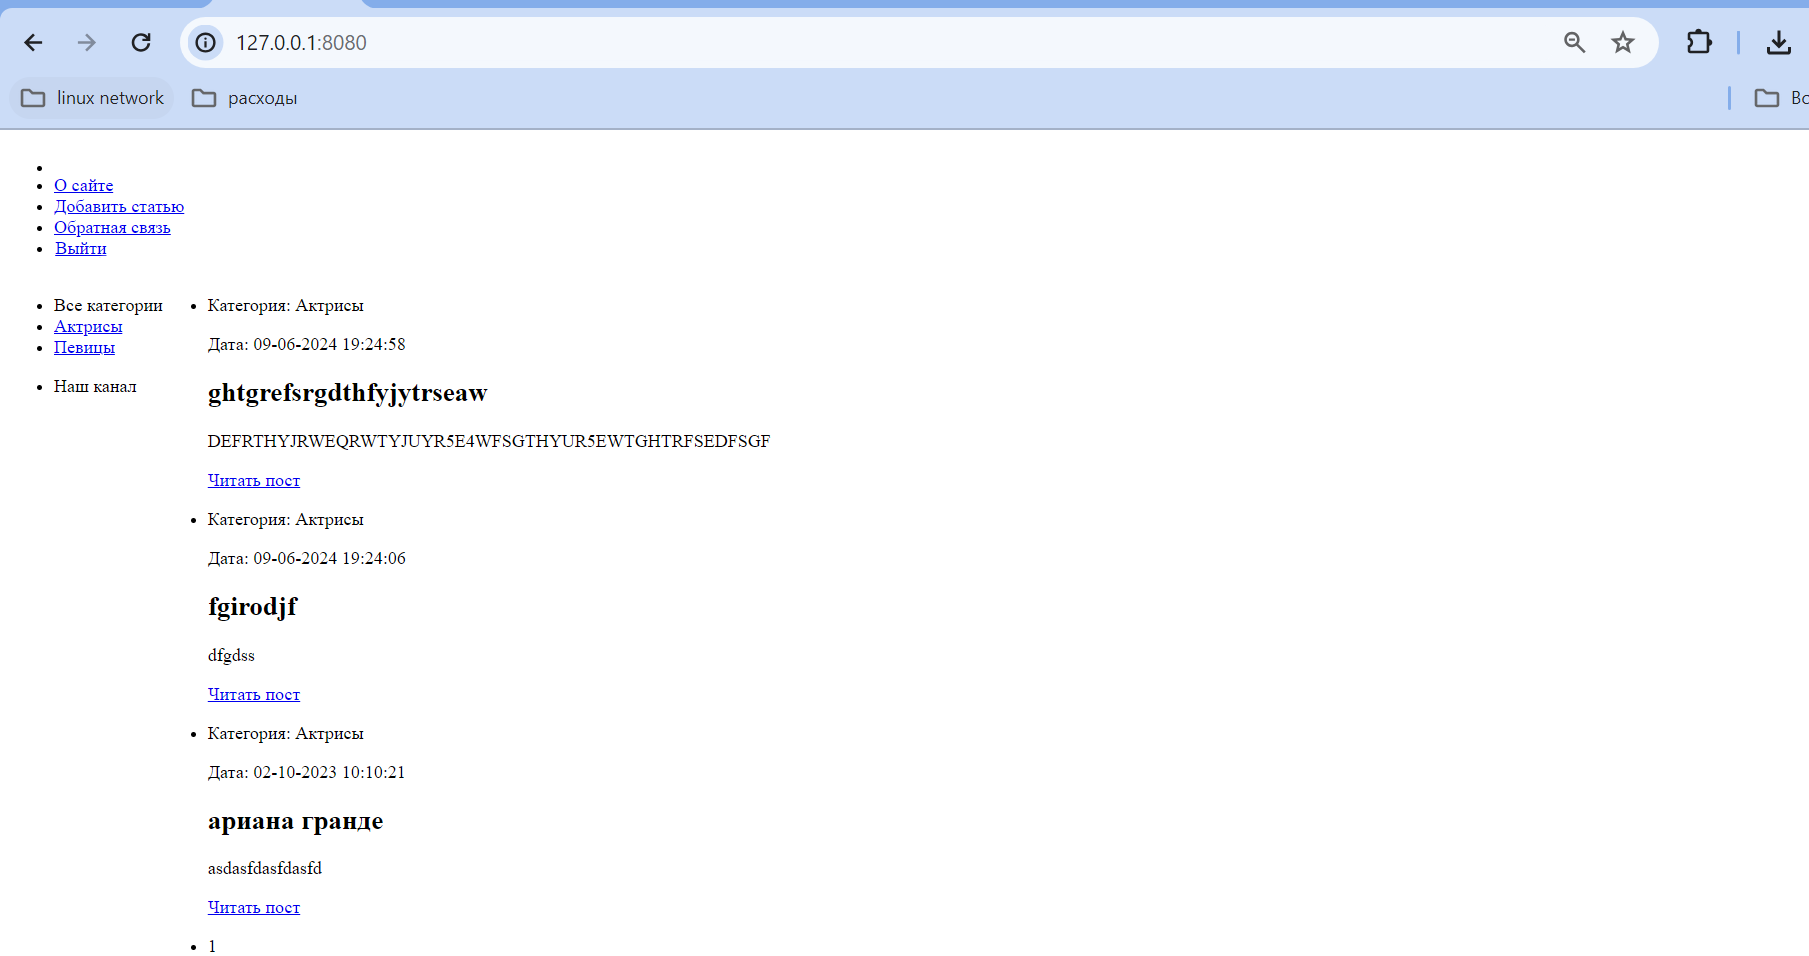 127.0.0.1:8080
linux network
расходы
Вс
О сайте
Добавить статью
Обратная связь
Выйти
Все категории
Актрисы
Певицы
Наш канал
Категория: Актрисы
Дата: 09-06-2024 19:24:58
ghtgrefsrgdthfyjytrseaw
DEFRTHYJRWEQRWTYJUYR5E4WFSGTHYUR5EWTGHTRFSEDFSGF
Читать пост
Категория: Актрисы
Дата: 09-06-2024 19:24:06
fgirodjf
dfgdss
Читать пост
Категория: Актрисы
Дата: 02-10-2023 10:10:21
ариана гранде
asdasfdasfdasfd
Читать пост
1